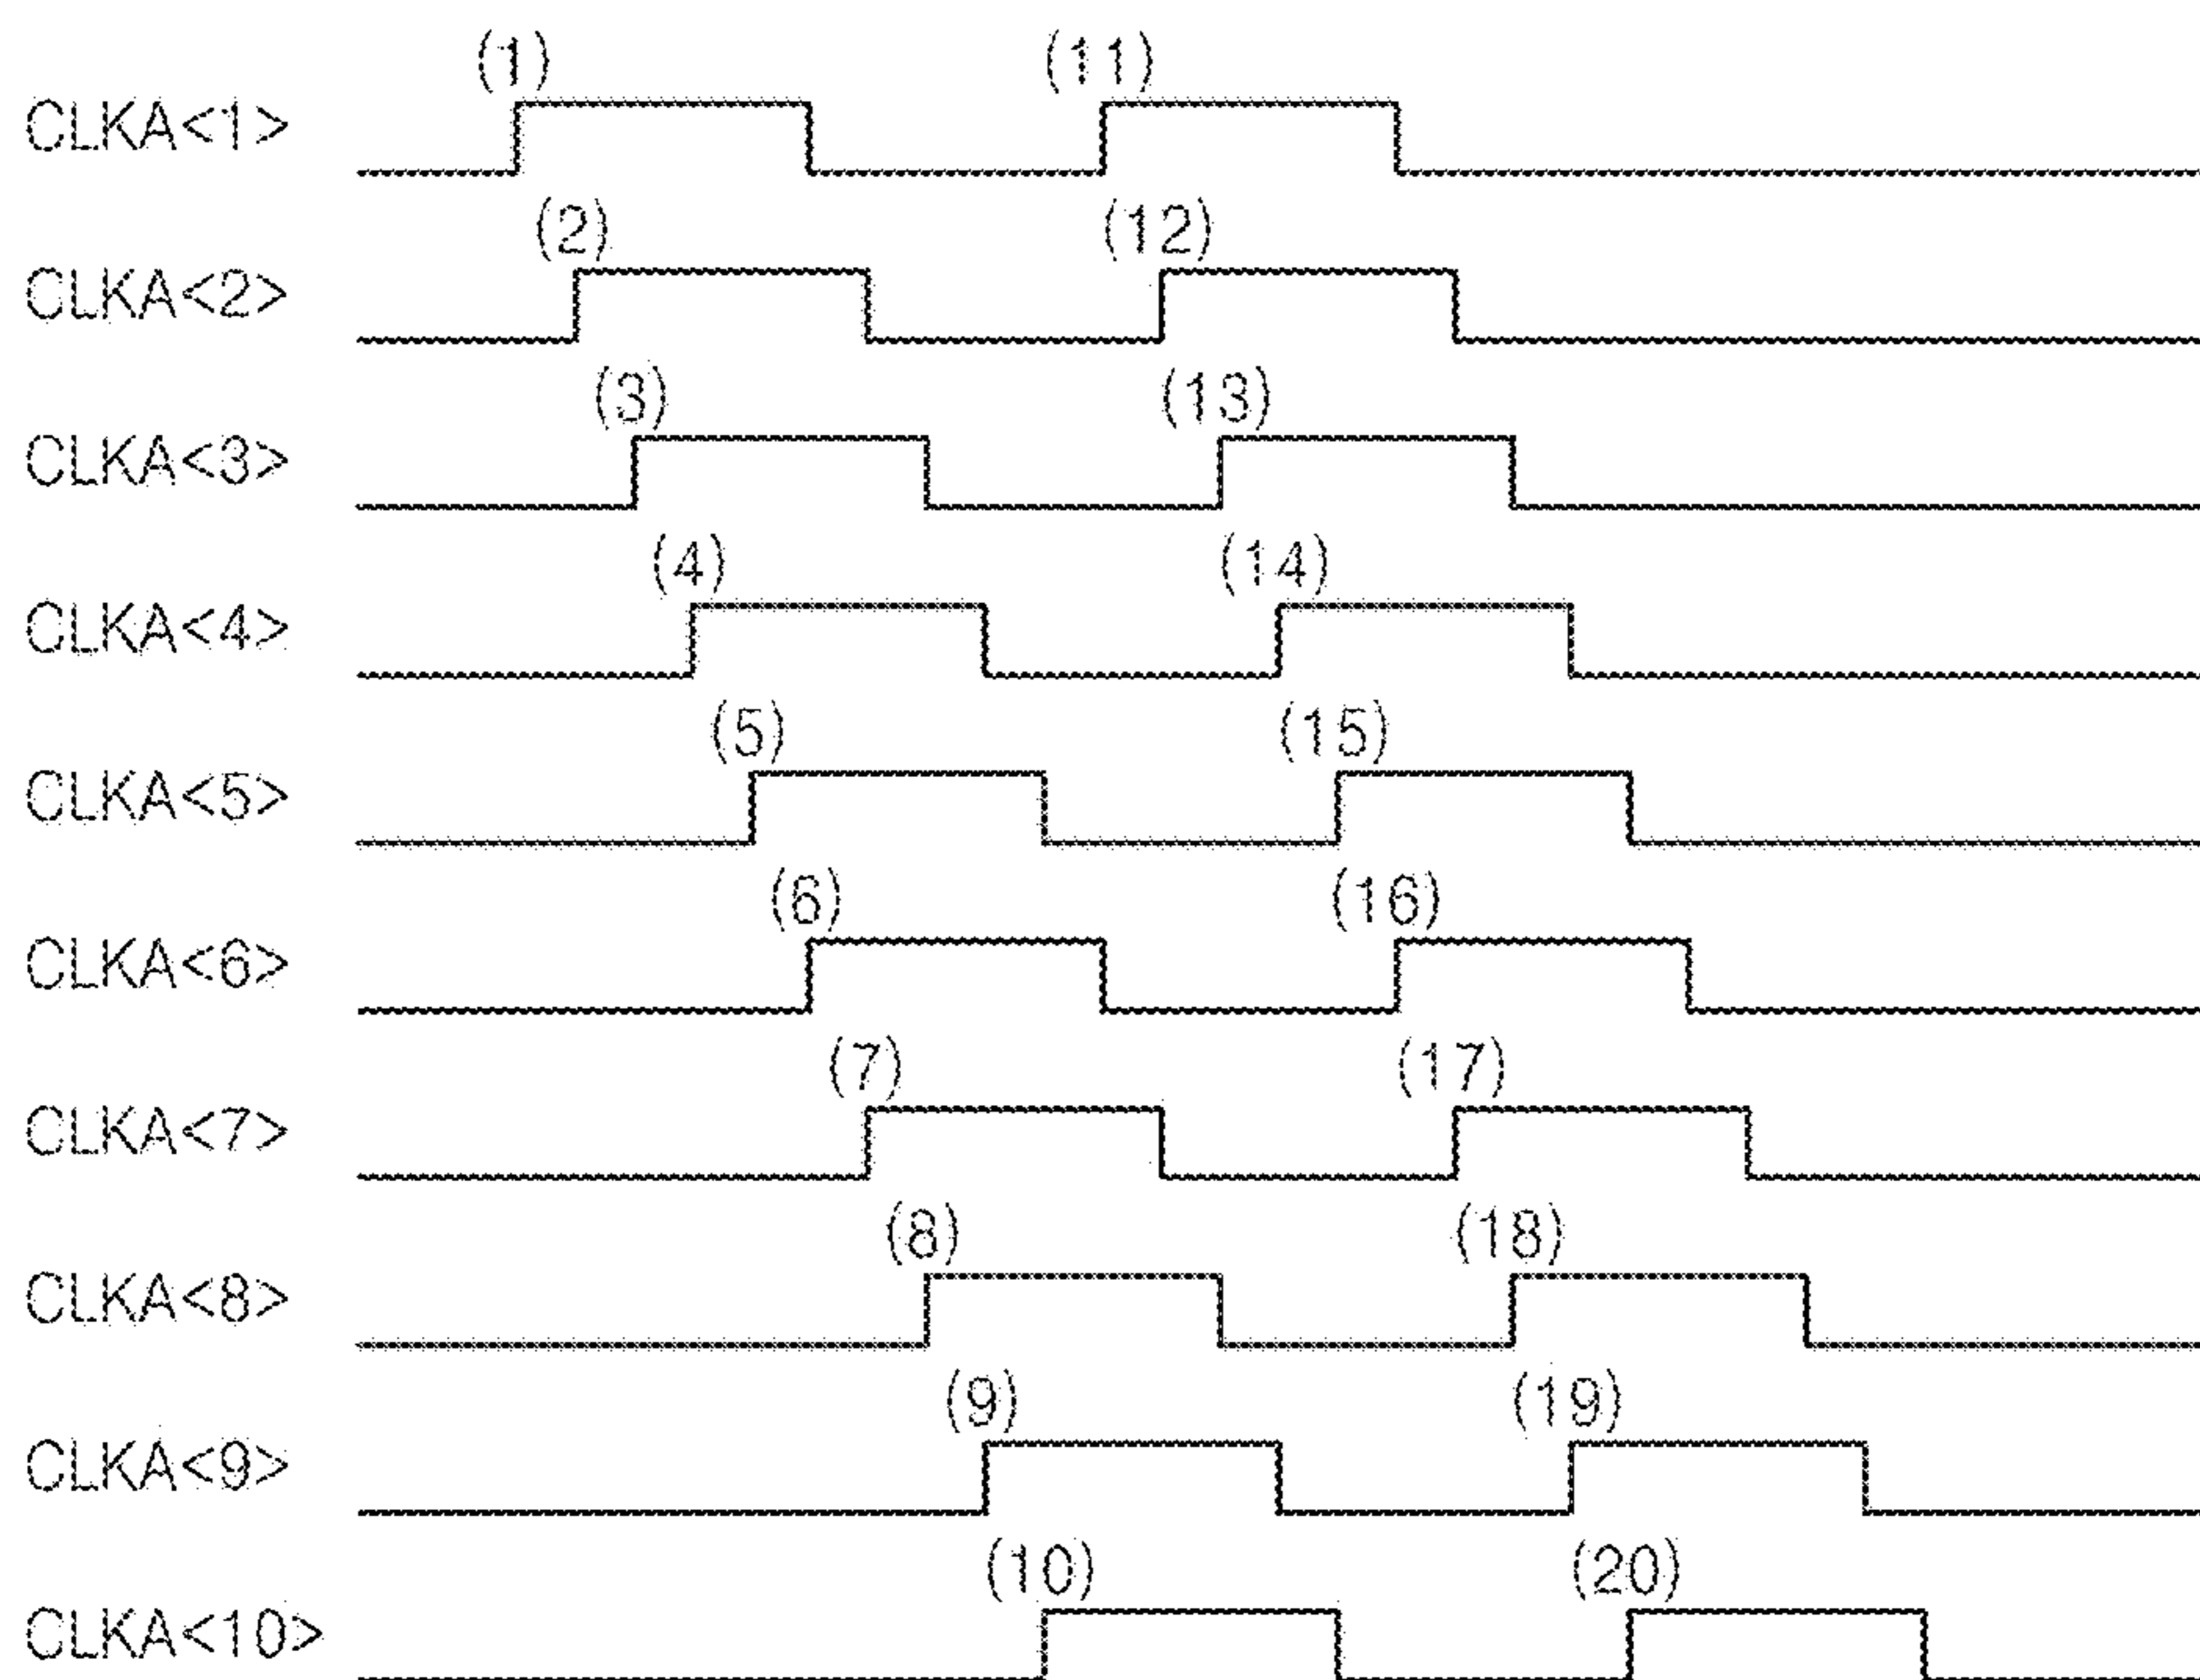 (1) (11)
CLKA<1>
(2) (12)
CLKA<2>
(3) (13)
CLKA<3>
(4) (14)
CLKA<4>
(5) (15)
CLKA<5>
(6) (16)
CLKA<6>
(7) (17)
CLKA<7>
(8) (18)
CLKA<8>
(9) (19)
CLKA<9>
(10) (20)
CLKA<10>